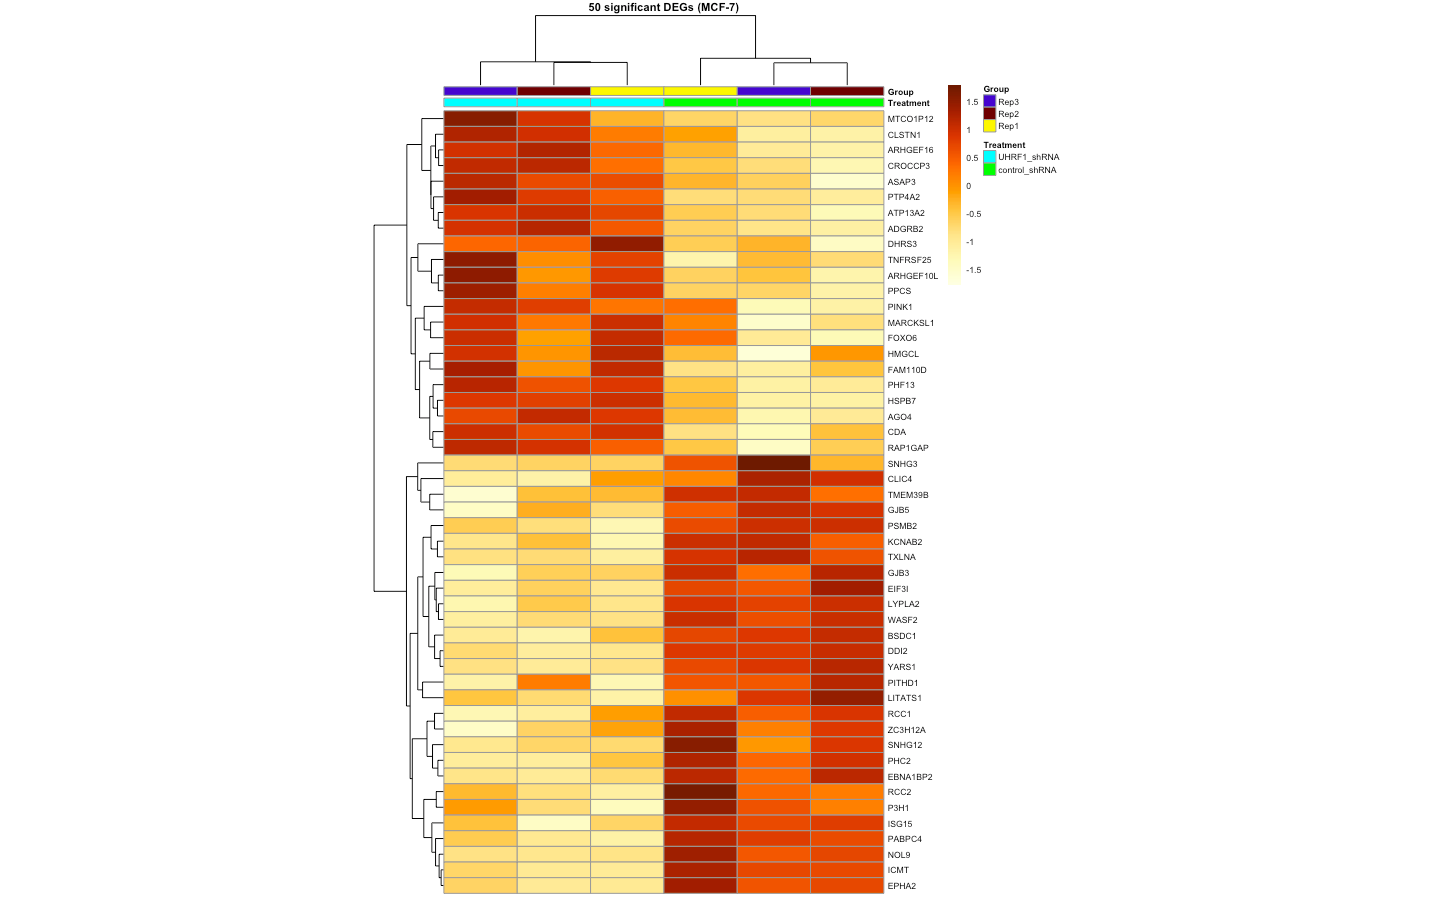 50 significant DEGs (MCF-7)
Group
Treatment
MTCO1P12
CLSTN1
ARHGEF16
CROCCP3
ASAP3
PTP4A2
ATP13A2
ADGRB2
DHRS3
TNFRSF25
ARHGEF10L
PPCS
PINK1
MARCKSL1
FOXO6
HMGCL
FAM110D
PHF13
HSPB7
AGO4
CDA
RAP1GAP
SNHG3
CLIC4
TMEM39B
GJB5
PSMB2
KCNAB2
TXLNA
GJB3
EIF3I
LYPLA2
WASF2
BSDC1
DDI2
YARS1
PITHD1
LITATS1
RCC1
ZC3H12A
SNHG12
PHC2
EBNA1BP2
RCC2
P3H1
ISG15
PABPC4
NOL9
ICMT
EPHA2
1.5
1
0.5
0
-0.5
-1
-1.5
Group
Rep3
Rep2
Rep1
Treatment
UHRF1_shRNA
control_shRNA